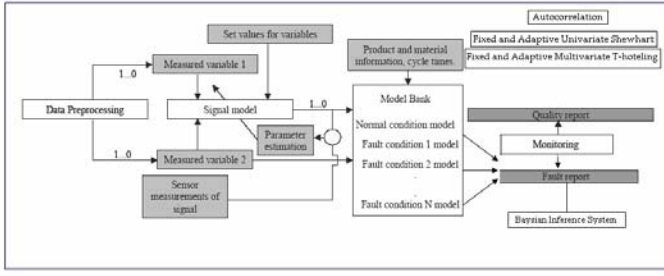 Autocorrelation
Set values for variables
Fixed and Adaptive Univariate Shewhart
Product and material
information, cycle times.
Fixed and Adaptive Multivariate T-hoteling
Measured variable 1
1...0
Data Preprocessing
Signal model
1...0
Model Bank
Normal condition model
Quality report
Parameter
estimation
Fault condition 1 model
Monitoring
1...0
Measured variable 2
Fault condition 2 model
.
.
Fault report
Sensor
measurements of
signal
Fault condition N model
Baysian Inference System